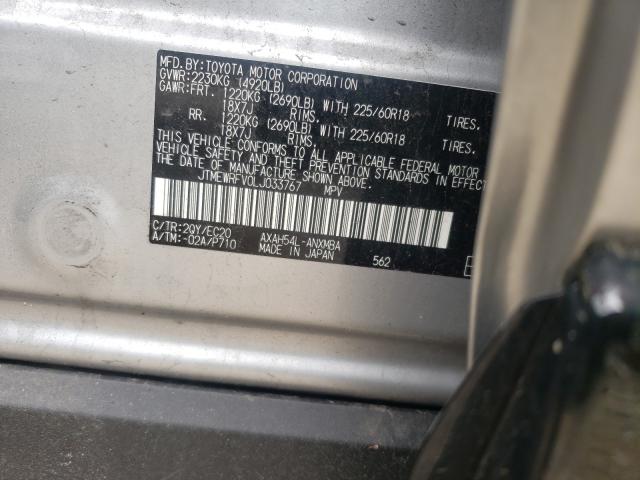 MFD.BY:TOYOTA MOTOR CORPORATION
GVWR:2230KG (4920LB)
GAWR:FRT. 1220KG (2690LB) WITH 225/60R18 TIRES,
18X7J RIMS.
RR. 1220KG (2690LB) WITH 225/60R18 TIRES,
18X7J RIMS.
THIS VEHICLE CONFORMS TO ALL APPLICABLE FEDERAL MOTOR
VEHICLE SAFETY AND THEFT PREVENTION STANDARDS IN EFFECT
MANUFACTURE SHOWN ABOVE.
JTMEWRFV0LJ033767 MPV
C/TR:2QY/EC20 AXAH54L-ANXMBA
A/TM:-02A/P710 MADE IN JAPAN
562